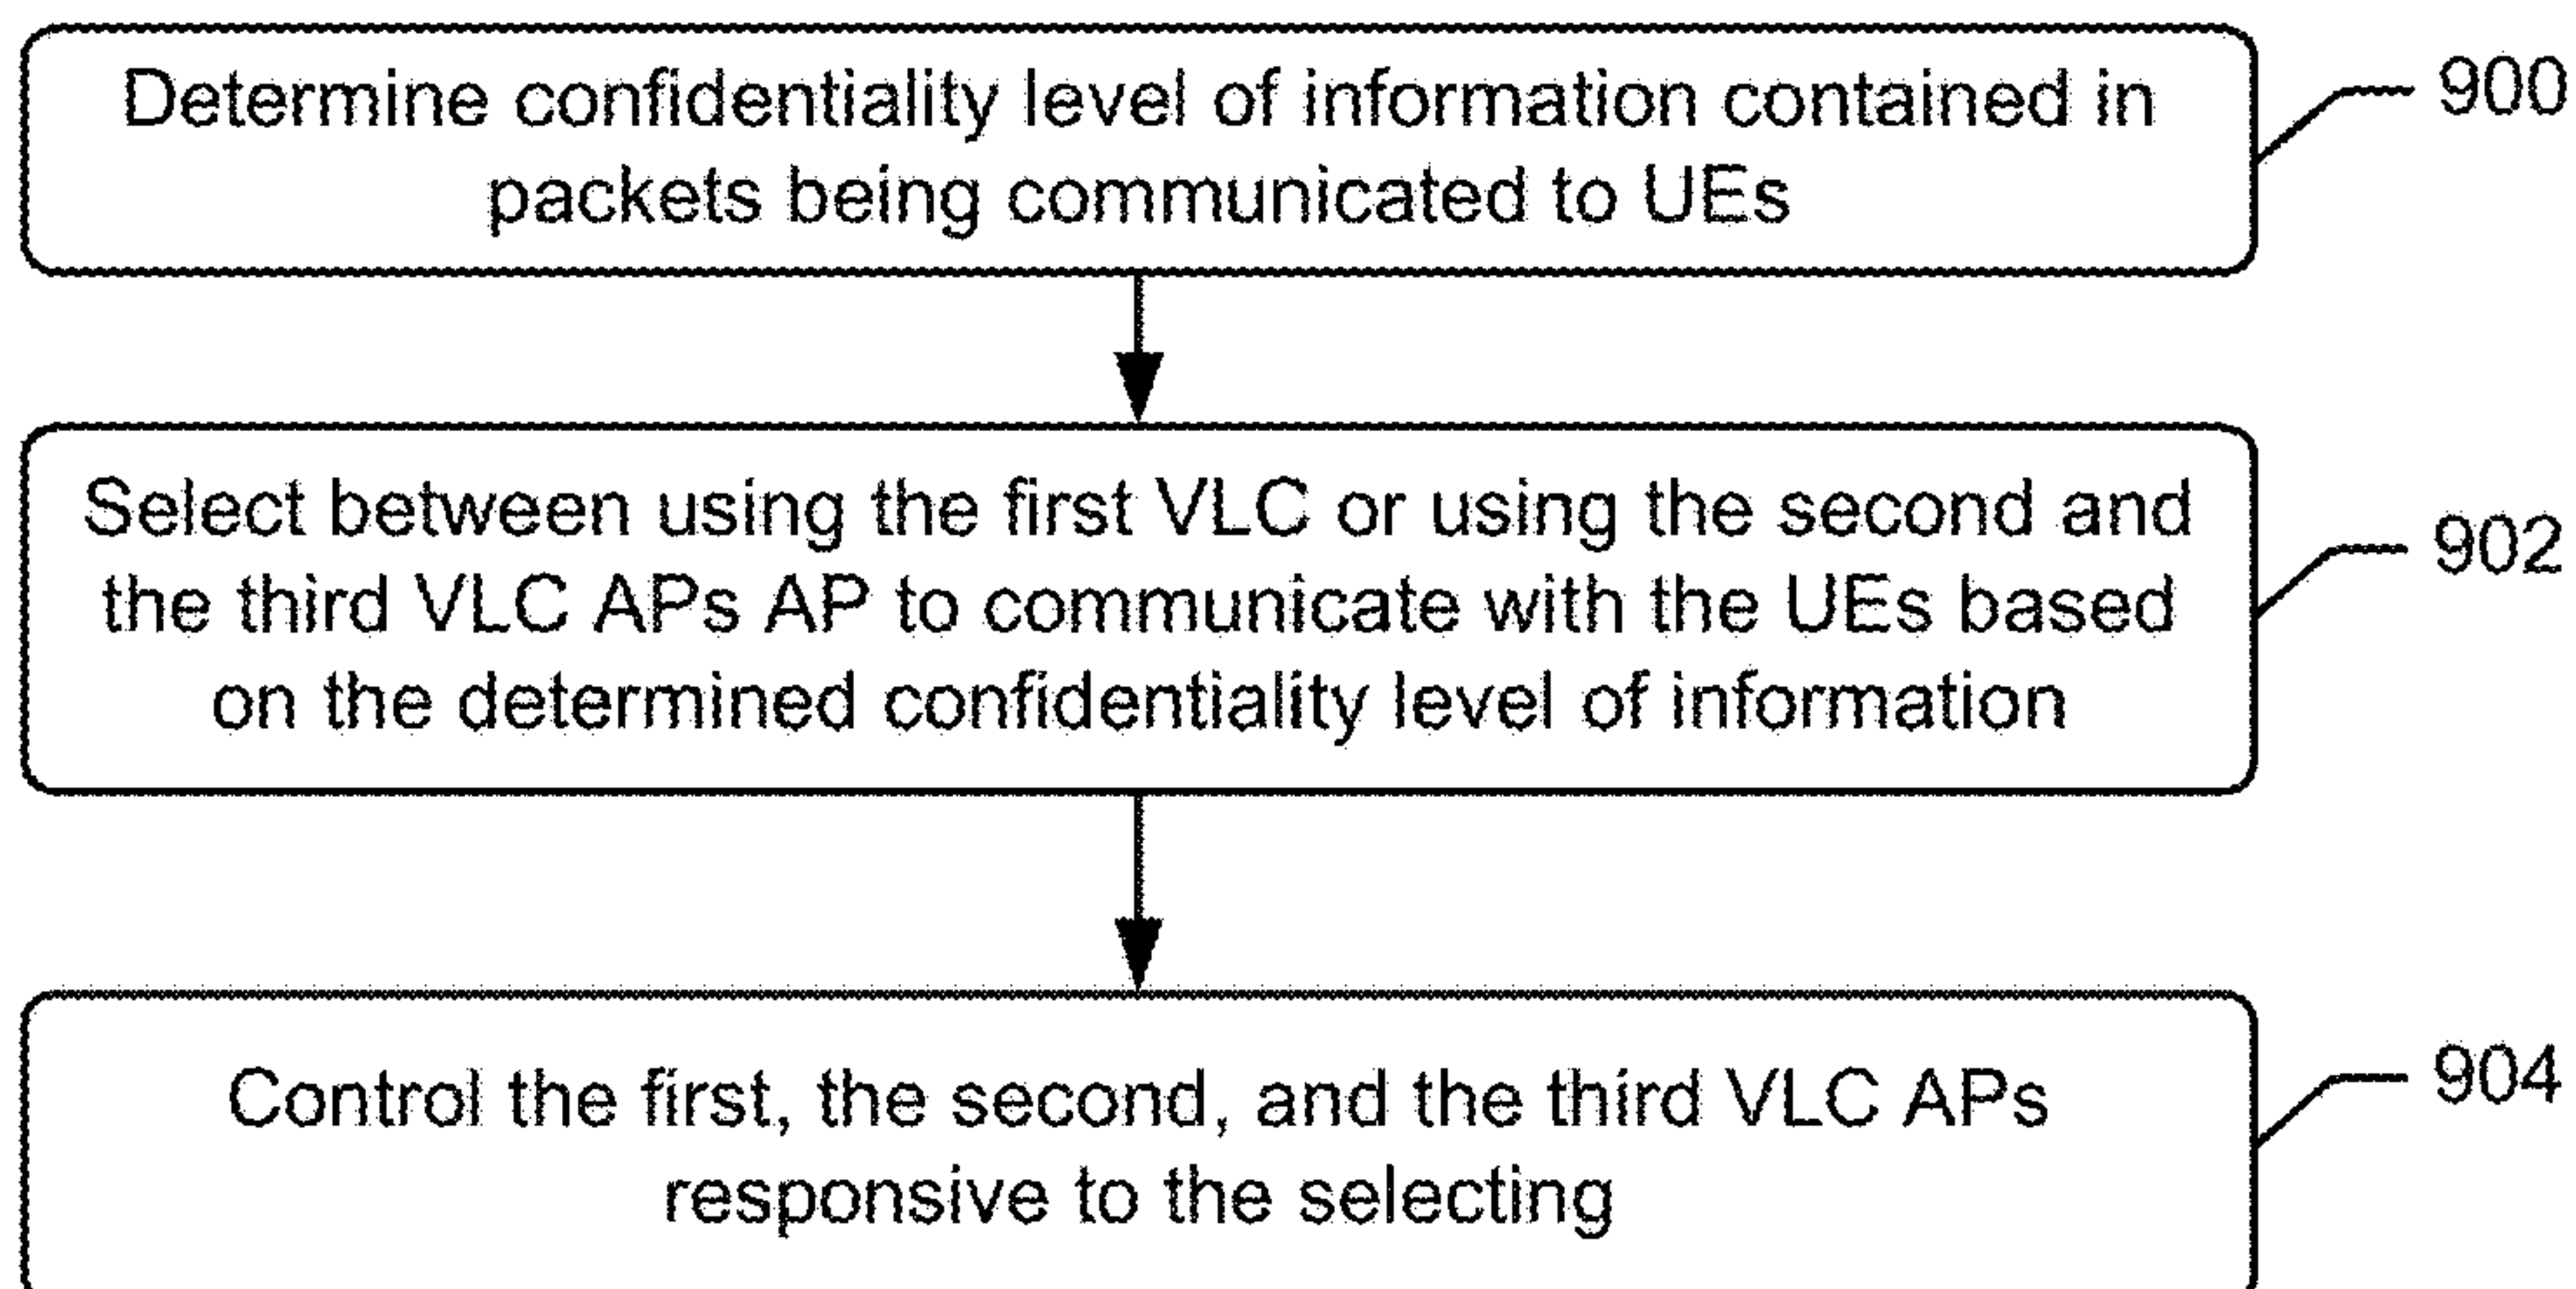 Determine confidentiality level of information contained in
packets being communicated to UEs
900
Select between using the first VLC or using the second and
the third VLC APs AP to communicate with the UEs based
on the determined confidentiality level of information
902
Control the first, the second, and the third VLC APs
responsive to the selecting
904